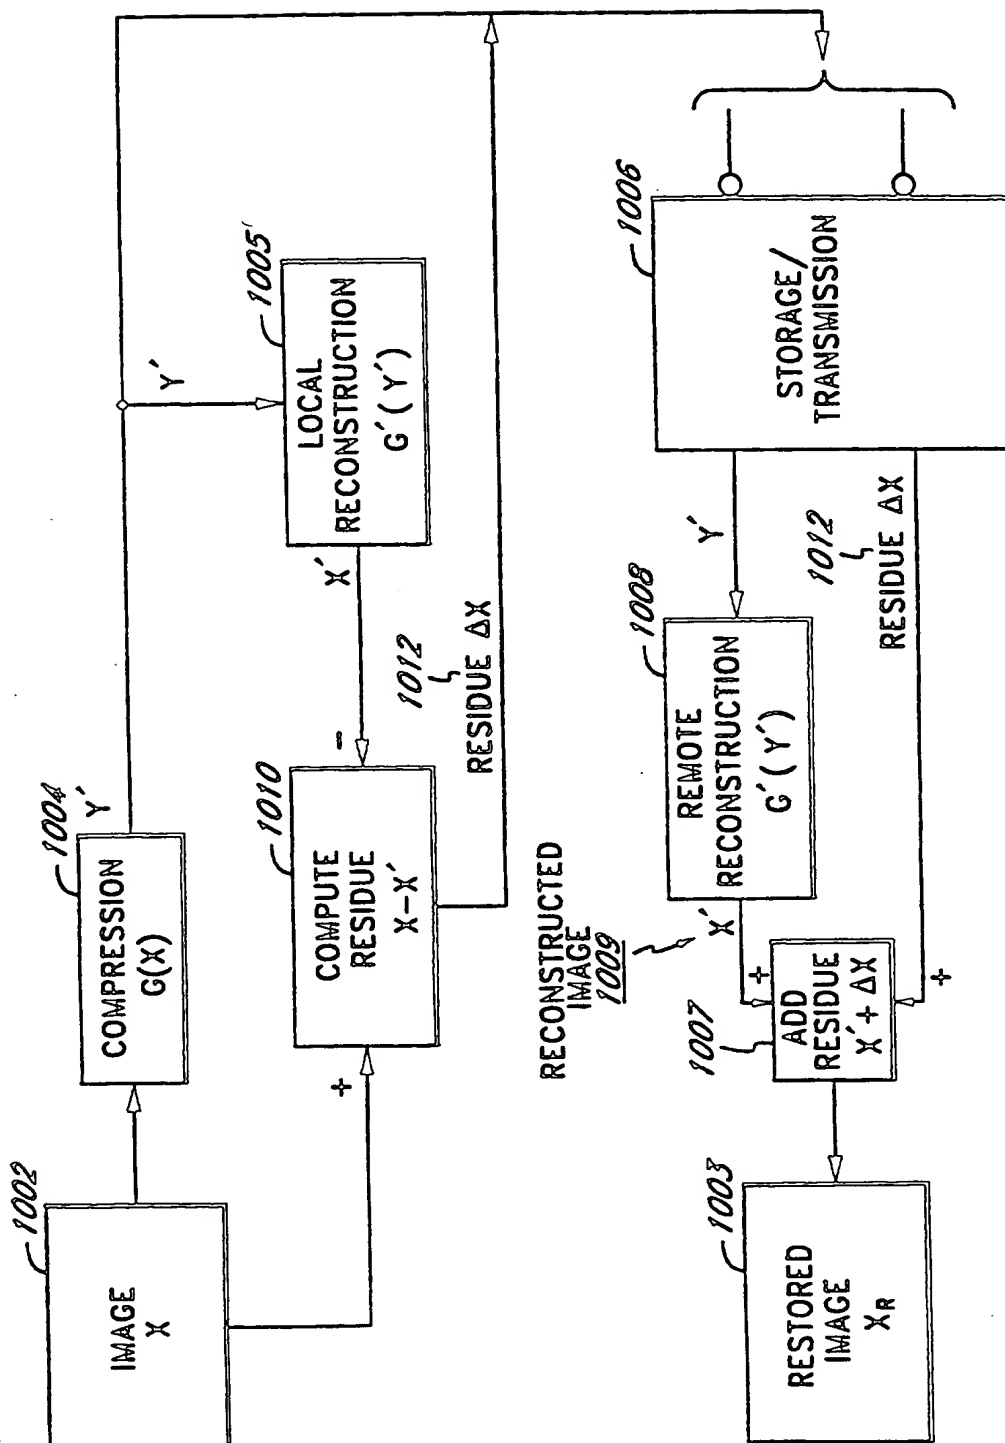 1002
IMAGE
X
1004
COMPRESSION
G(X)
Y'
Y'
1005'
LOCAL
RECONSTRUCTION
G'(Y')
X'
-
+
1010
COMPUTE
RESIDUE
X-X'
1012
RESIDUE ΔX
1006
STORAGE/
TRANSMISSION
Y'
1012
RESIDUE ΔX
1008
REMOTE
RECONSTRUCTION
G'(Y')
RECONSTRUCTED
IMAGE
1009
X'
+
+
1007
ADD
RESIDUE
X'+ ΔX
1003
RESTORED
IMAGE
XR